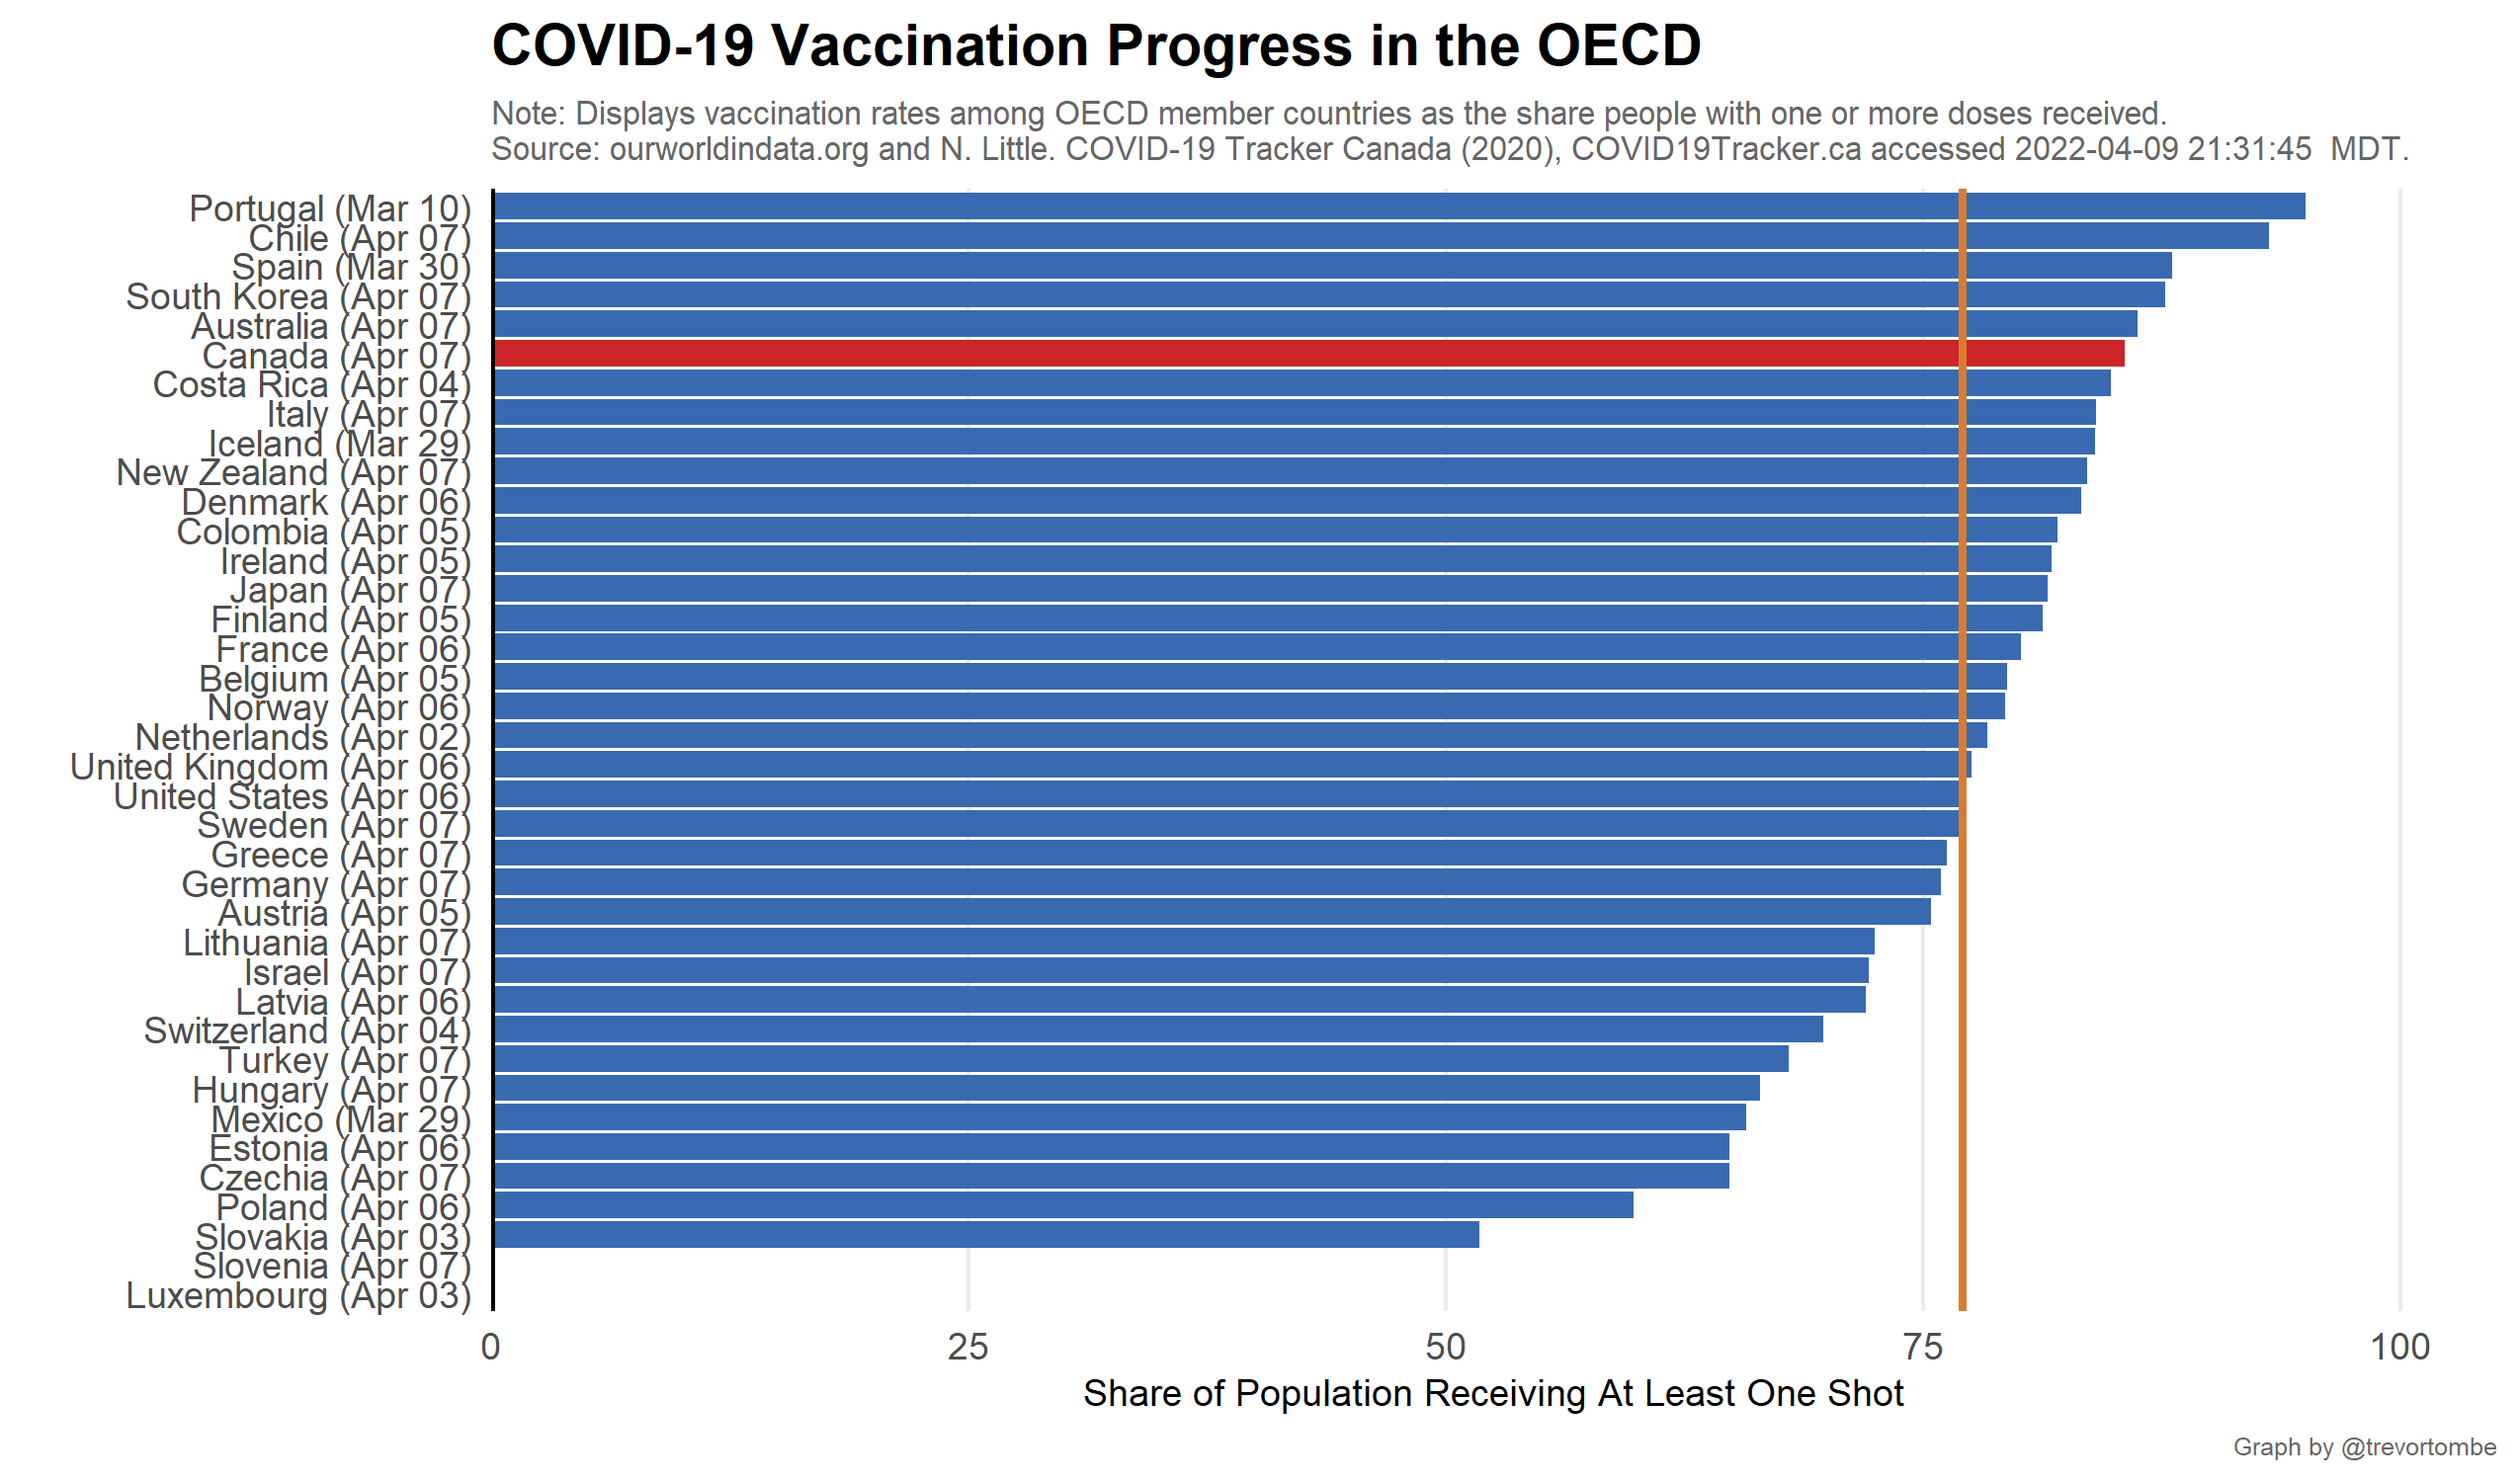 COVID-19 Vaccination Progress in the OECD
Note: Displays vaccination rates among OECD member countries as the share people with one or more doses received.
Source: ourworldindata.org and N. Little. COVID-19 Tracker Canada (2020), COVID19Tracker.ca accessed 2022-04-09 21:31:45  MDT.
Portugal (Mar 10)
Chile (Apr 07)
Spain (Mar 30)
South Korea (Apr 07)
Australia (Apr 07)
Canada (Apr 07)
Costa Rica (Apr 04)
Italy (Apr 07)
Iceland (Mar 29)
New Zealand (Apr 07)
Denmark (Apr 06)
Colombia (Apr 05)
Ireland (Apr 05)
Japan (Apr 07)
Finland (Apr 05)
France (Apr 06)
Belgium (Apr 05)
Norway (Apr 06)
Netherlands (Apr 02)
United Kingdom (Apr 06)
United States (Apr 06)
Sweden (Apr 07)
Greece (Apr 07)
Germany (Apr 07)
Austria (Apr 05)
Lithuania (Apr 07)
Israel (Apr 07)
Latvia (Apr 06)
Switzerland (Apr 04)
Turkey (Apr 07)
Hungary (Apr 07)
Mexico (Mar 29)
Estonia (Apr 06)
Czechia (Apr 07)
Poland (Apr 06)
Slovakia (Apr 03)
Slovenia (Apr 07)
Luxembourg (Apr 03)
0 25 50 75 100
Share of Population Receiving At Least One Shot
Graph by @trevortombe